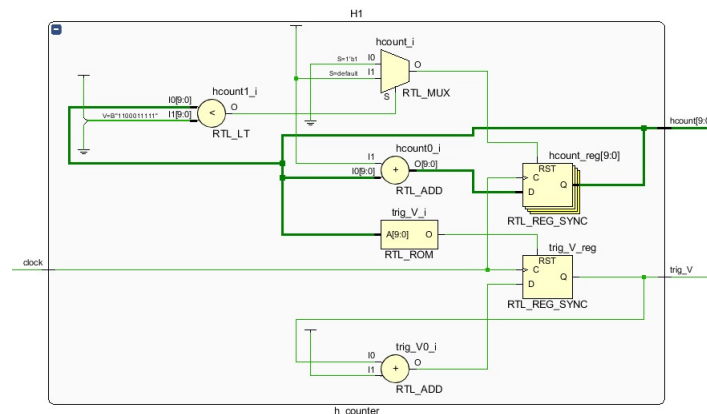 H1
hcount_i
S=1'b1 I0
S=default I1 O
S RTL_MUX
hcount1_i
I0[9:0] O
V=B"1100011111" I1[9:0] <
RTL_LT
hcount[9:0
hcount0_i
I1 O[9:0]
I0[9:0] +
RTL_ADD
hcount_reg[9:0]
RST
C Q
D
RTL_REG_SYNC
trig_V_i
A[9:0] O
RTL_ROM
trig_V_reg
RST
clock
C Q
trig_V
D
RTL_REG_SYNC
trig_V0_i
I0 O
I1 +
RTL_ADD
h_counter